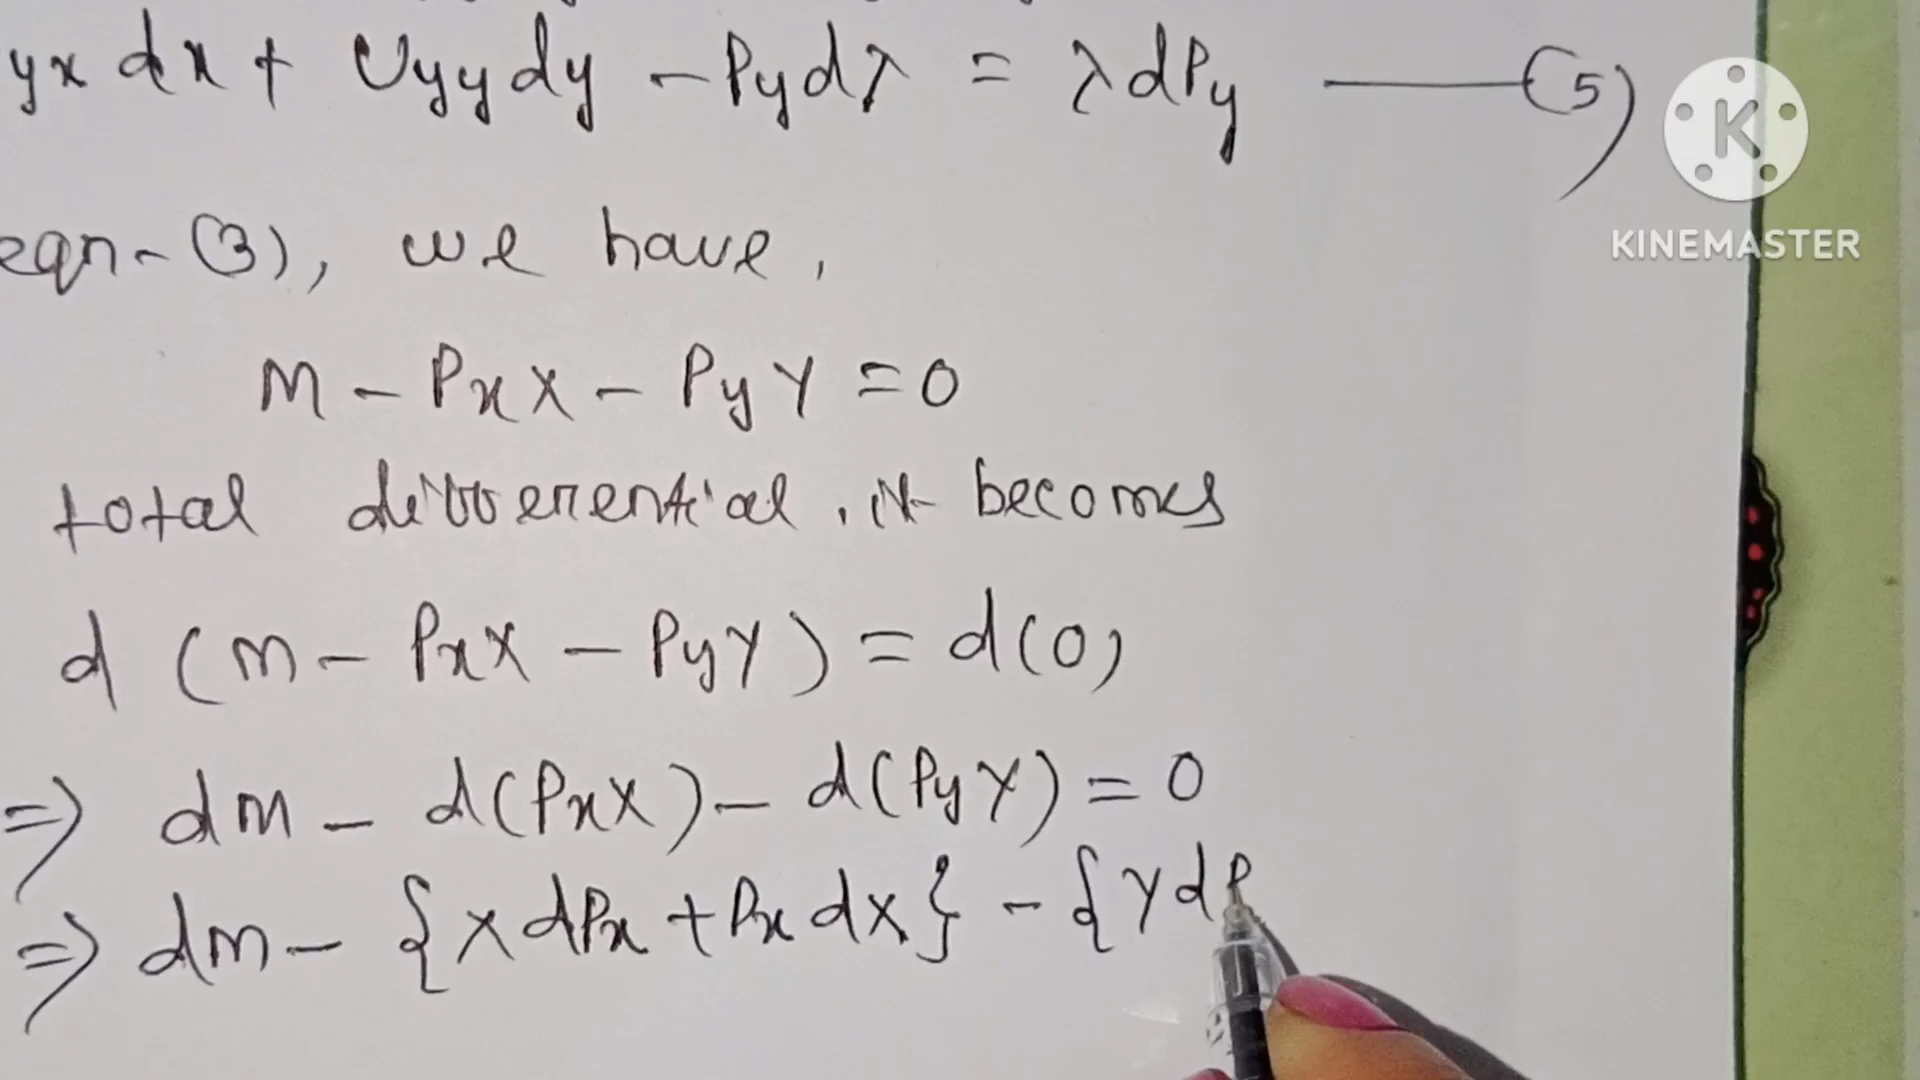 yx dx + Uyy dy - Py dλ = λ dPy — (5)
K
KINEMASTER
eqn - (3), we have,
M - Px X - Py Y = 0
total differential, it becomes
d (M - Px X - Py Y) = d(0)
=> dM - d(Px X) - d(Py Y) = 0
=> dM - {X dPx + Px dX} - {Y dP